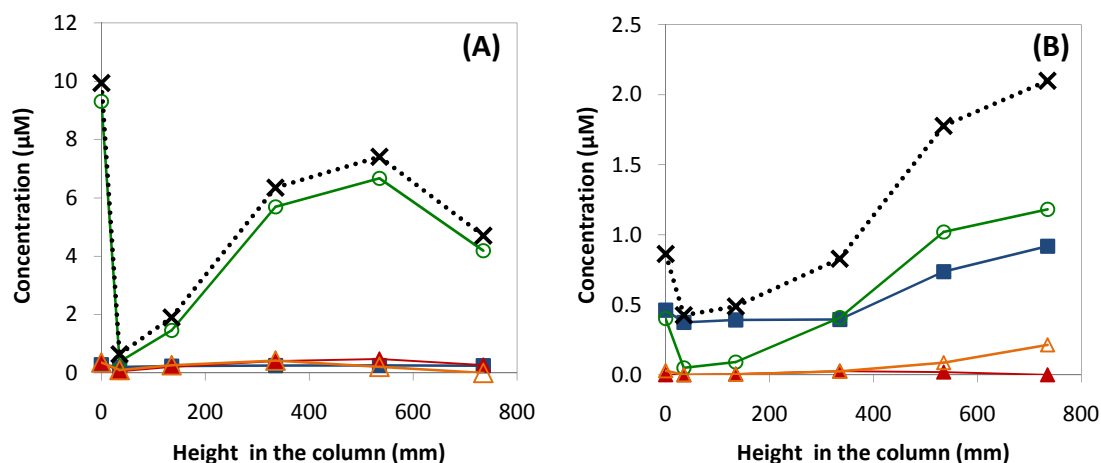 (A)
Concentration (µM)
12
10
8
6
4
2
0
0 200 400 600 800
Height in the column (mm)
(B)
Concentration (µM)
2.5
2.0
1.5
1.0
0.5
0.0
0 200 400 600 800
Height in the column (mm)